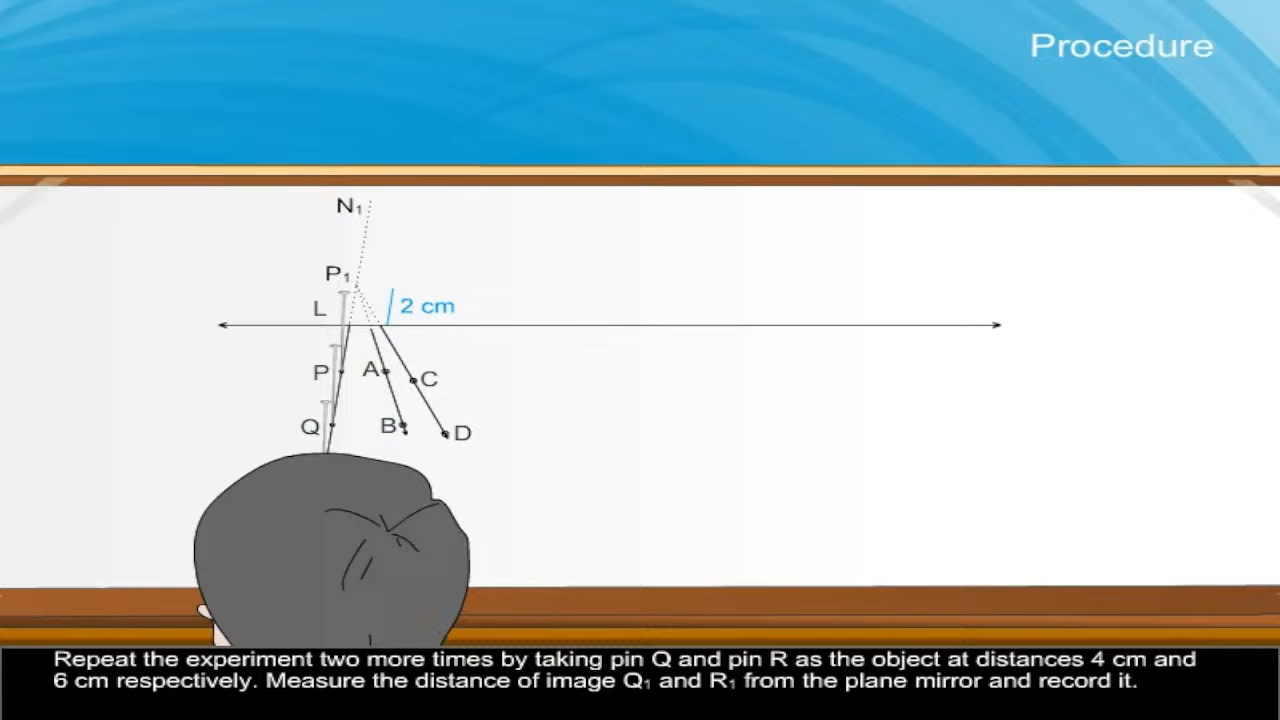 Procedure
N₁
P₁
L
2 cm
P
A
C
Q
B
D
Repeat the experiment two more times by taking pin Q and pin R as the object at distances 4 cm and
6 cm respectively. Measure the distance of image Q₁ and R₁ from the plane mirror and record it.